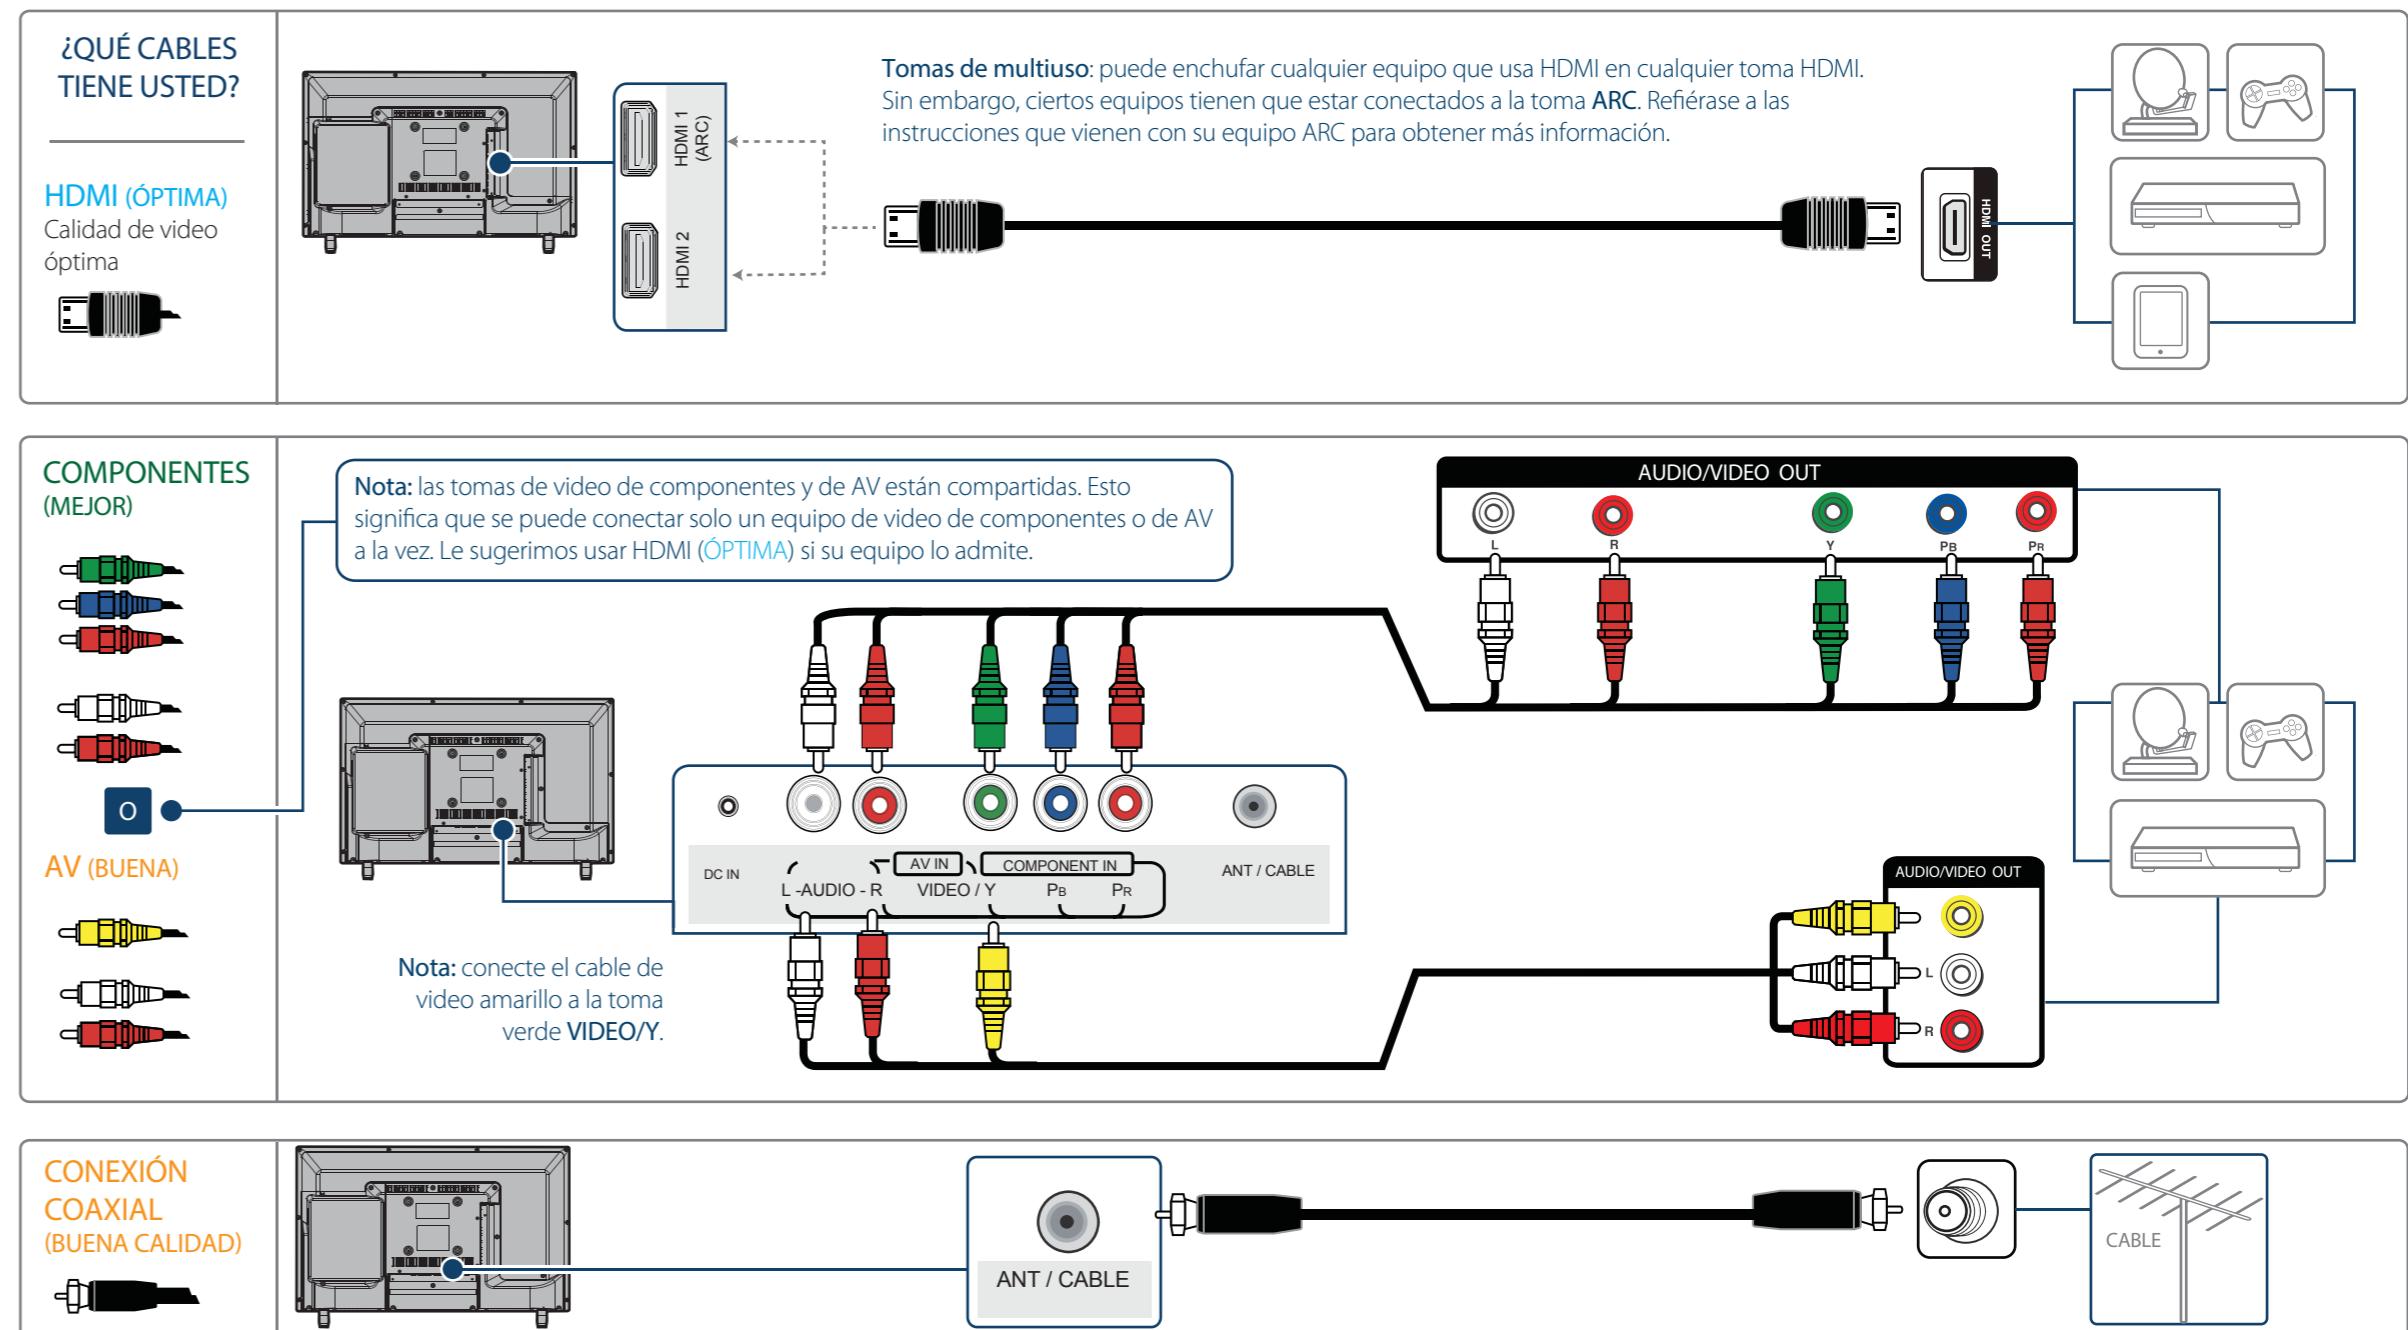 ¿QUÉ CABLES
TIENE USTED?
HDMI (ÓPTIMA)
Calidad de video
óptima
HDMI 1
(ARC)
HDMI 2
Tomas de multiuso: puede enchufar cualquier equipo que usa HDMI en cualquier toma HDMI.
Sin embargo, ciertos equipos tienen que estar conectados a la toma ARC. Refiérase a las
instrucciones que vienen con su equipo ARC para obtener más información.
HDMI OUT
COMPONENTES
(MEJOR)
O
AV (BUENA)
Nota: las tomas de video de componentes y de AV están compartidas. Esto
significa que se puede conectar solo un equipo de video de componentes o de AV
a la vez. Le sugerimos usar HDMI (ÓPTIMA) si su equipo lo admite.
AUDIO/VIDEO OUT
L R Y PB PR
DC IN
AV IN COMPONENT IN
L -AUDIO - R VIDEO / Y PB PR
ANT / CABLE
Nota: conecte el cable de
video amarillo a la toma
verde VIDEO/Y.
AUDIO/VIDEO OUT
L
R
CONEXIÓN
COAXIAL
(BUENA CALIDAD)
ANT / CABLE
CABLE